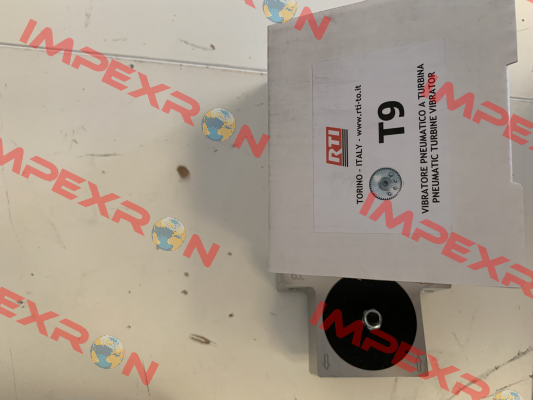 RTI
TORINO - ITALY - www.rti-to.it
T9
VIBRATORE PNEUMATICO A TURBINA
PNEUMATIC TURBINE VIBRATOR
IMPEXRON
IMPEXRON
IMPEXRON
IMPEXRON
IMPEXRON
IMPEXRON